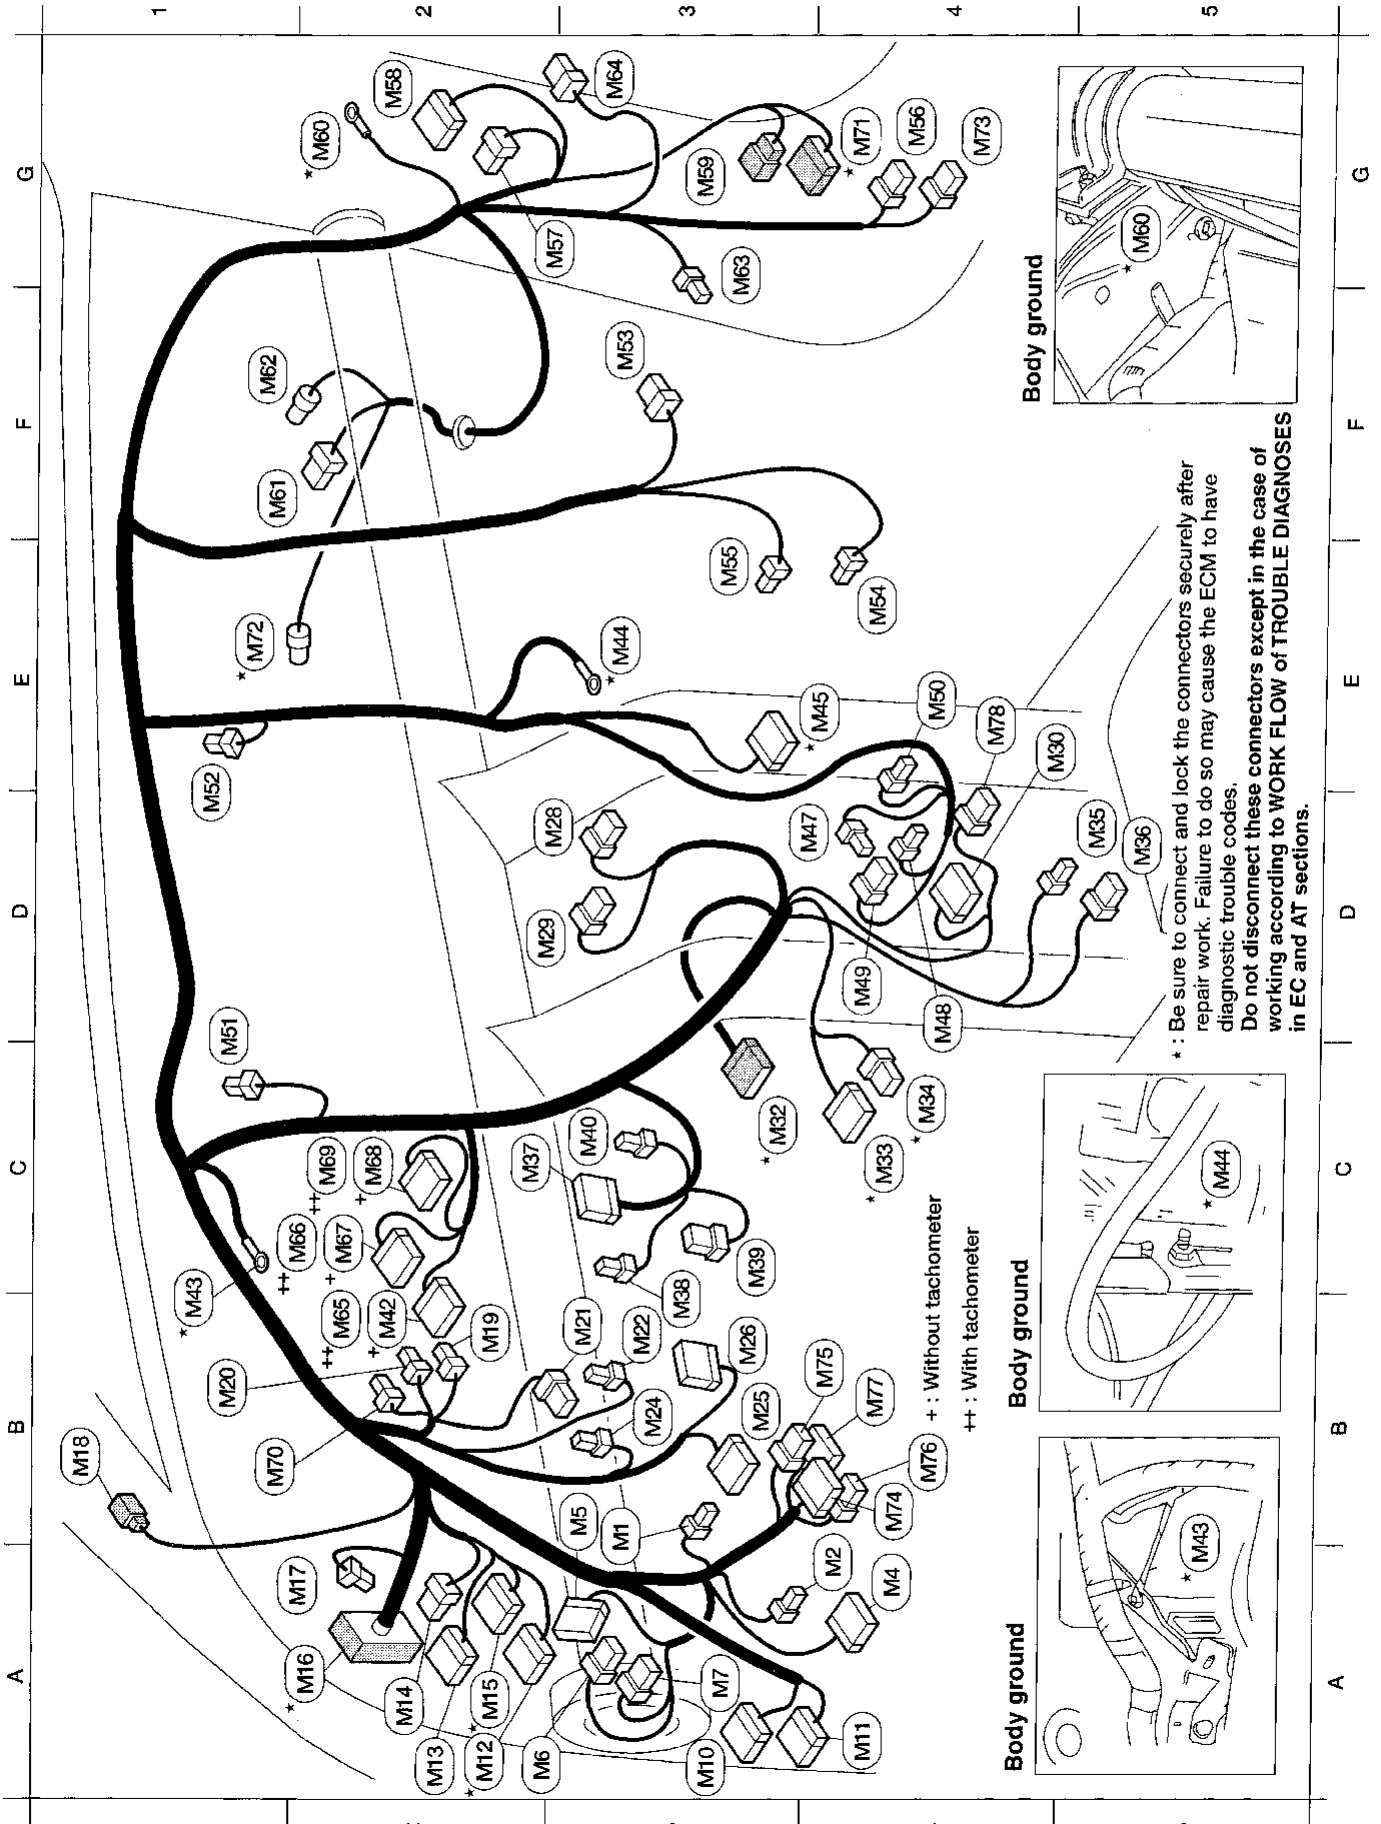 1
2
3
4
5
G
F
E
D
C
B
A
M58
M64
★ M60
M57
M59
M71 ★
M56
M73
M63
M62
M53
M61
M55
M54
★ M72
★ M44
M45 ★
M50
M78
M30
M52
M28
M47
M29
M35
M36
M49
M48
M51
M40
M37
★ M32
★ M33
★ M34
++ M69
+ M68
++ M66
+ M67
★ M43
M38
M39
++ M65
+ M42
M19
M21
M22
M26
M20
M24
M25
M75
M77
M70
M18
M76
M74
M5
M1
M2
M4
M17
★ M16
M14
★ M15
M13
★ M12
M6
M7
M10
M11
+ : Without tachometer
++ : With tachometer
★ : Be sure to connect and lock the connectors securely after
repair work. Failure to do so may cause the ECM to have
diagnostic trouble codes.
Do not disconnect these connectors except in the case of
working according to WORK FLOW of TROUBLE DIAGNOSES
in EC and AT sections.
Body ground
★ M43
Body ground
★ M44
Body ground
★ M60
G
F
E
D
C
B
A